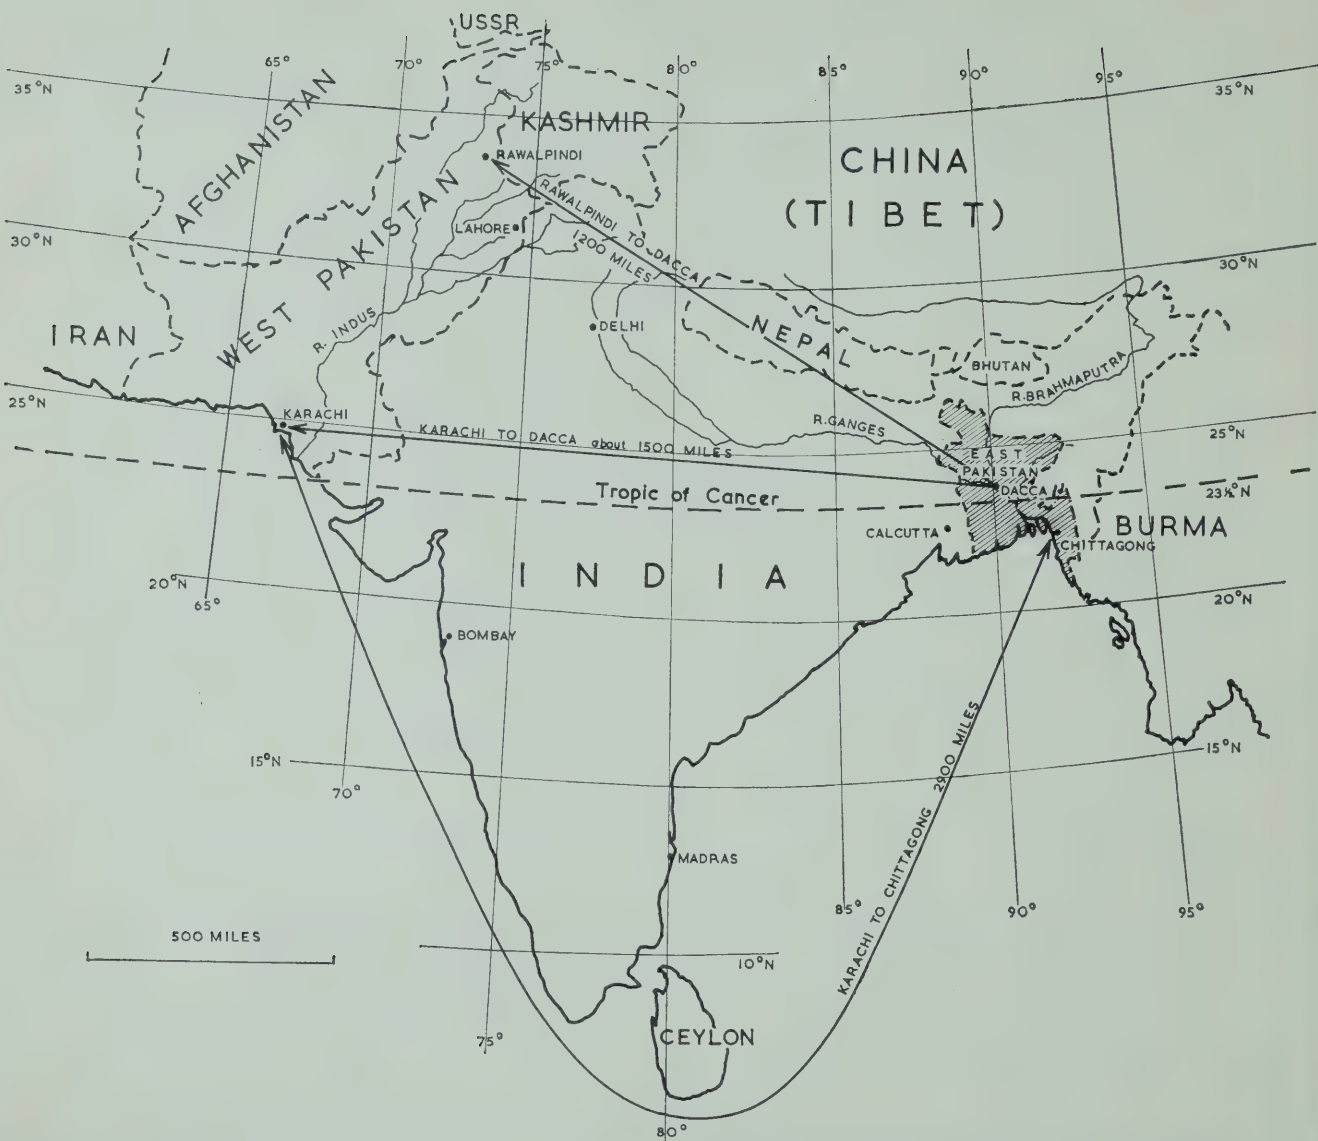 USSR
65°
70°
75°
80°
85°
90°
95°
35°N
35°N
AFGHANISTAN
KASHMIR
RAWALPINDI
CHINA
(TIBET)
RAWALPINDI TO DACCA
1200 MILES
LAHORE
WEST PAKISTAN
30°N
30°N
IRAN
R. INDUS
DELHI
NEPAL
BHUTAN
R. BRAHMAPUTRA
25°N
KARACHI
KARACHI TO DACCA about 1500 MILES
R. GANGES
25°N
EAST
PAKISTAN
DACCA
Tropic of Cancer
23½°N
CALCUTTA
BURMA
CHITTAGONG
INDIA
20°N
65°
20°N
BOMBAY
15°N
70°
15°N
KARACHI TO CHITTAGONG 2900 MILES
MADRAS
85°
90°
95°
500 MILES
10°N
75°
CEYLON
80°